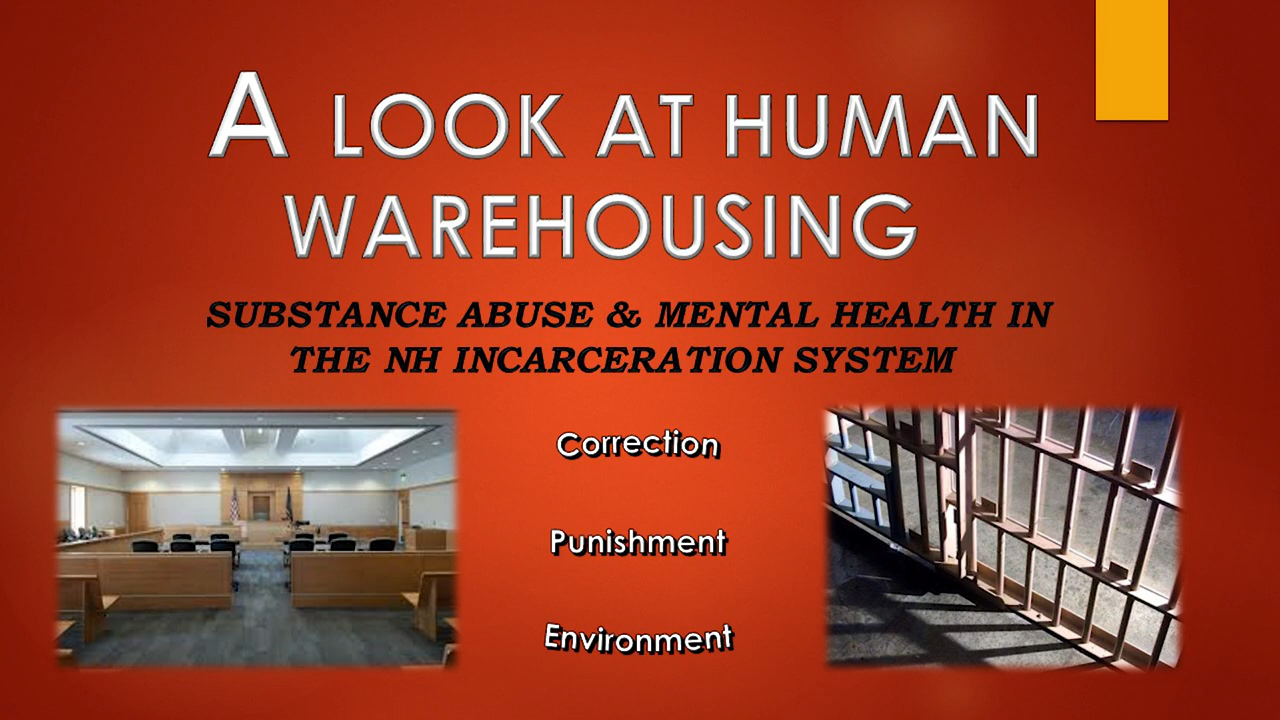 A LOOK AT HUMAN
WAREHOUSING
SUBSTANCE ABUSE & MENTAL HEALTH IN
THE NH INCARCERATION SYSTEM
Correction
Punishment
Environment